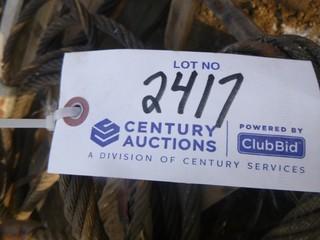 LOT NO
2417
CENTURY AUCTIONS
POWERED BY
ClubBid
A DIVISION OF CENTURY SERVICES